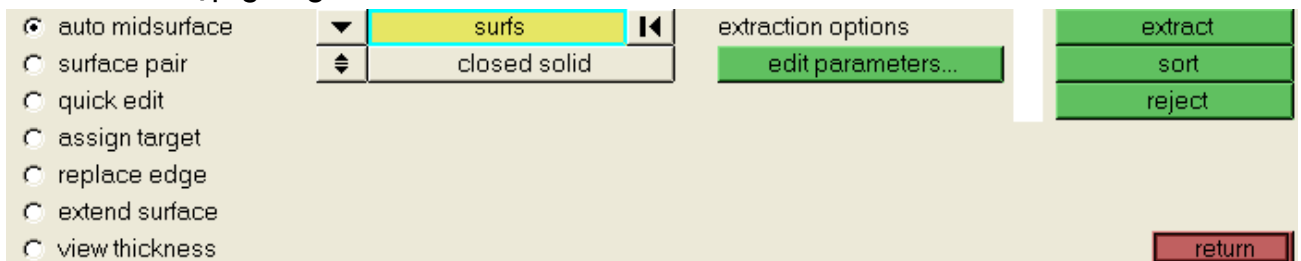 auto midsurface surfs extraction options extract
surface pair closed solid edit parameters... sort
quick edit reject
assign target
replace edge
extend surface
view thickness return